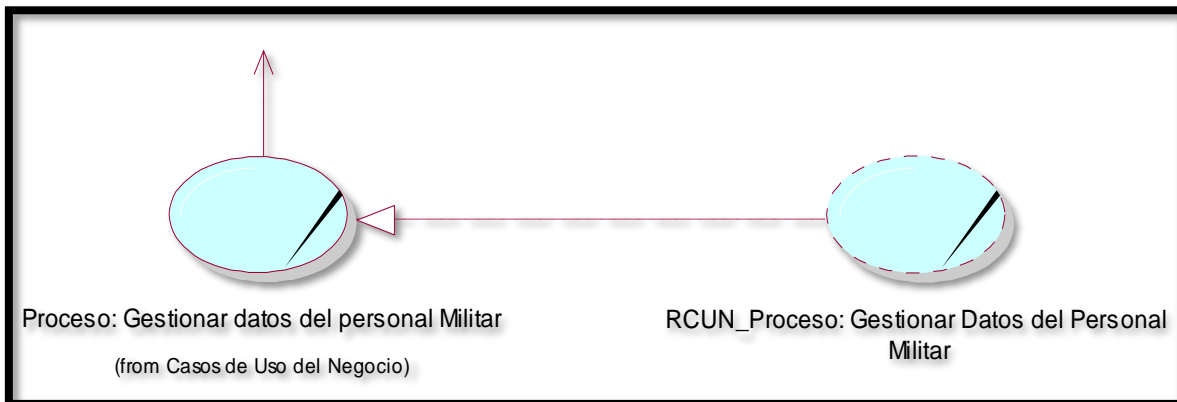 Proceso: Gestionar datos del personal Militar
(from Casos de Uso del Negocio)
RCUN_Proceso: Gestionar Datos del Personal
Militar